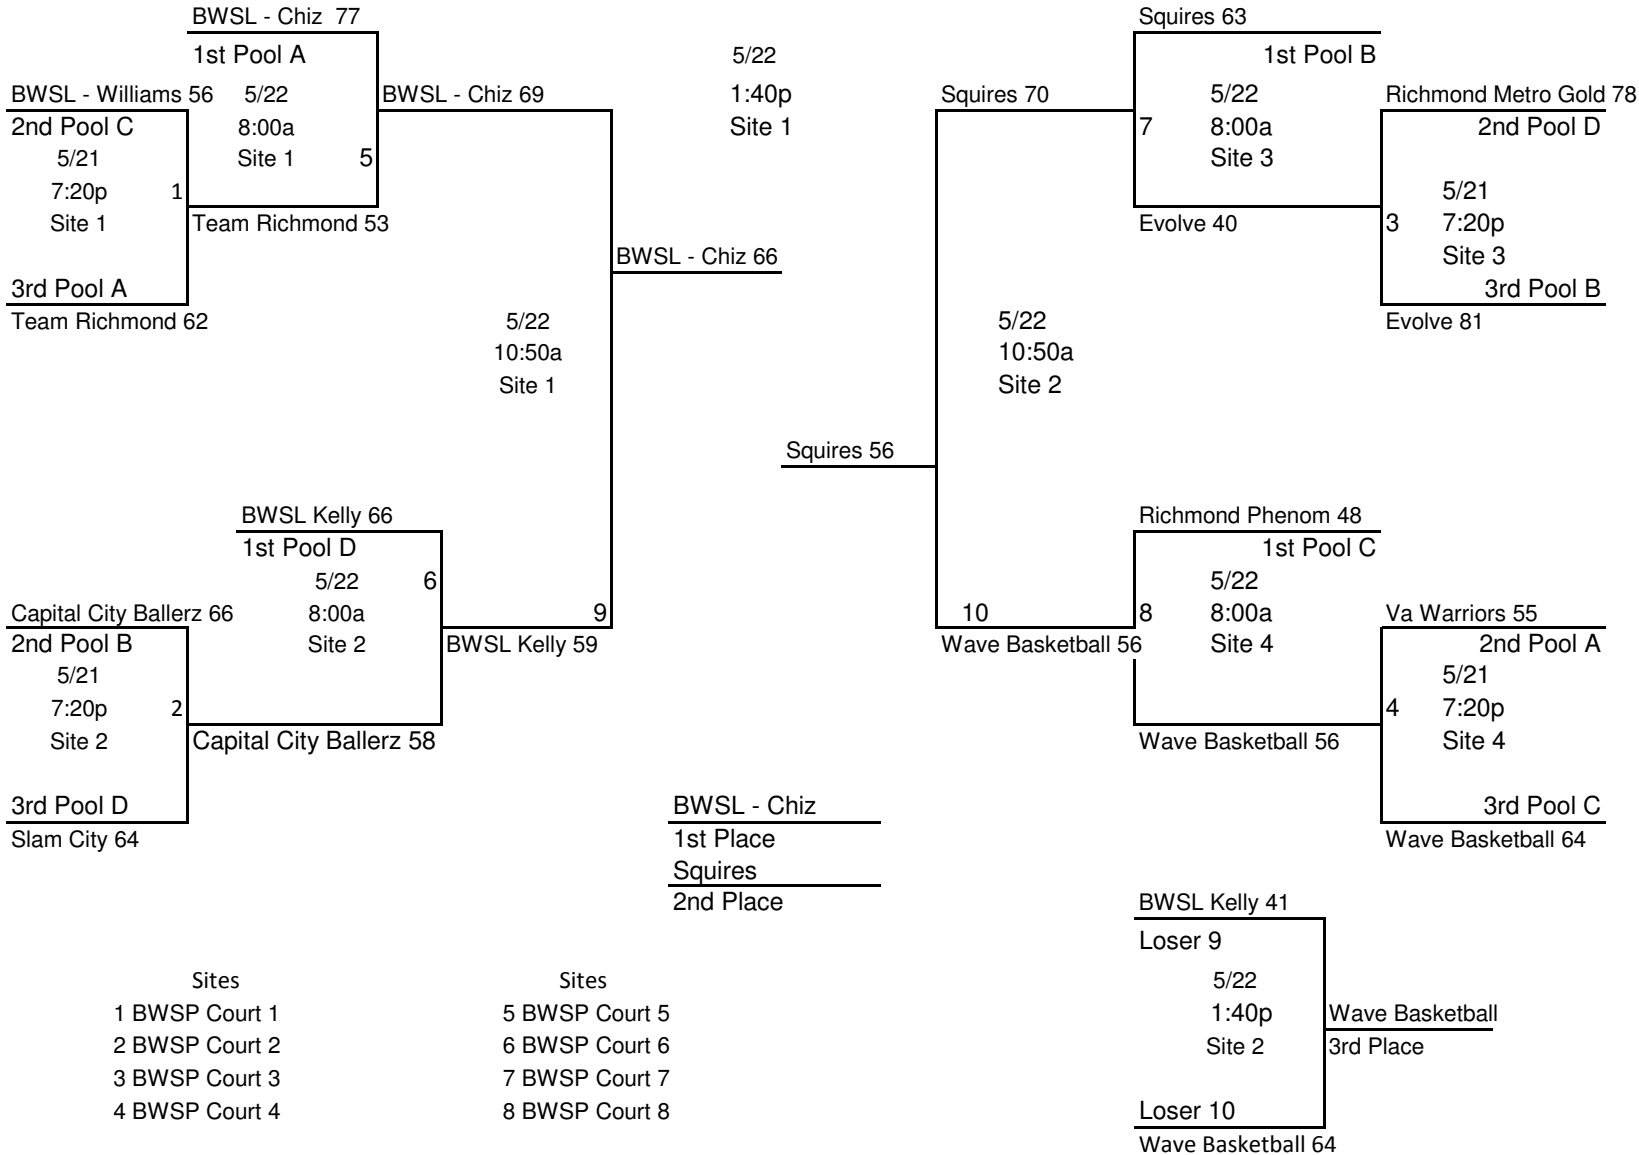 BWSL - Chiz  77
1st Pool A
BWSL - Williams 56
2nd Pool C
5/21
7:20p
Site 1
1
3rd Pool A
Team Richmond 62
5/22
8:00a
Site 1
5
Team Richmond 53
BWSL - Chiz 69
BWSL Kelly 66
1st Pool D
5/22
8:00a
Site 2
6
Capital City Ballerz 66
2nd Pool B
5/21
7:20p
Site 2
2
3rd Pool D
Slam City 64
Capital City Ballerz 58
BWSL Kelly 59
9
5/22
10:50a
Site 1
BWSL - Chiz 66
5/22
1:40p
Site 1
Squires 56
Squires 70
5/22
10:50a
Site 2
10
Wave Basketball 56
Squires 63
1st Pool B
7
5/22
8:00a
Site 3
Evolve 40
Richmond Metro Gold 78
2nd Pool D
3
5/21
7:20p
Site 3
3rd Pool B
Evolve 81
Richmond Phenom 48
1st Pool C
8
5/22
8:00a
Site 4
Wave Basketball 56
Va Warriors 55
2nd Pool A
4
5/21
7:20p
Site 4
3rd Pool C
Wave Basketball 64
BWSL - Chiz
1st Place
Squires
2nd Place
BWSL Kelly 41
Loser 9
5/22
1:40p
Site 2
Loser 10
Wave Basketball 64
Wave Basketball
3rd Place
Sites
1 BWSP Court 1
2 BWSP Court 2
3 BWSP Court 3
4 BWSP Court 4
Sites
5 BWSP Court 5
6 BWSP Court 6
7 BWSP Court 7
8 BWSP Court 8